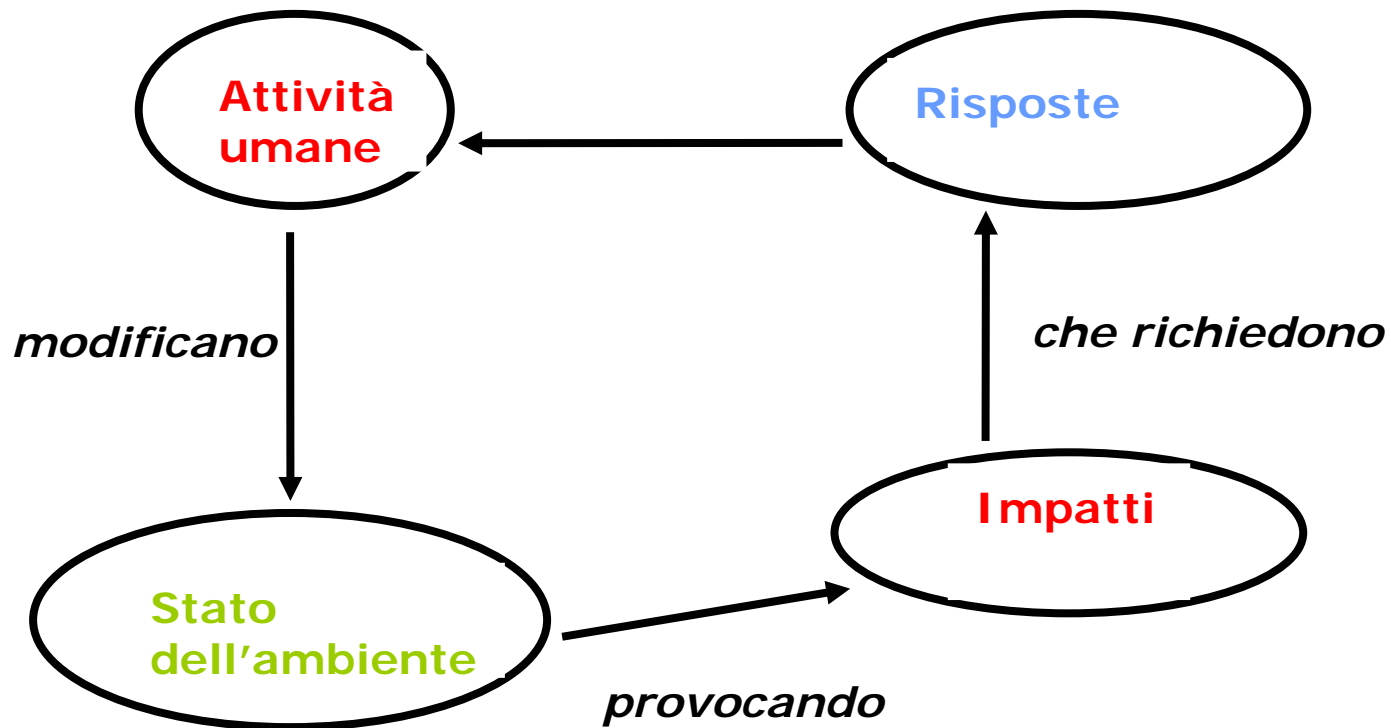 Attività
umane
Risposte
modificano
che richiedono
Impatti
Stato
dell’ambiente
provocando